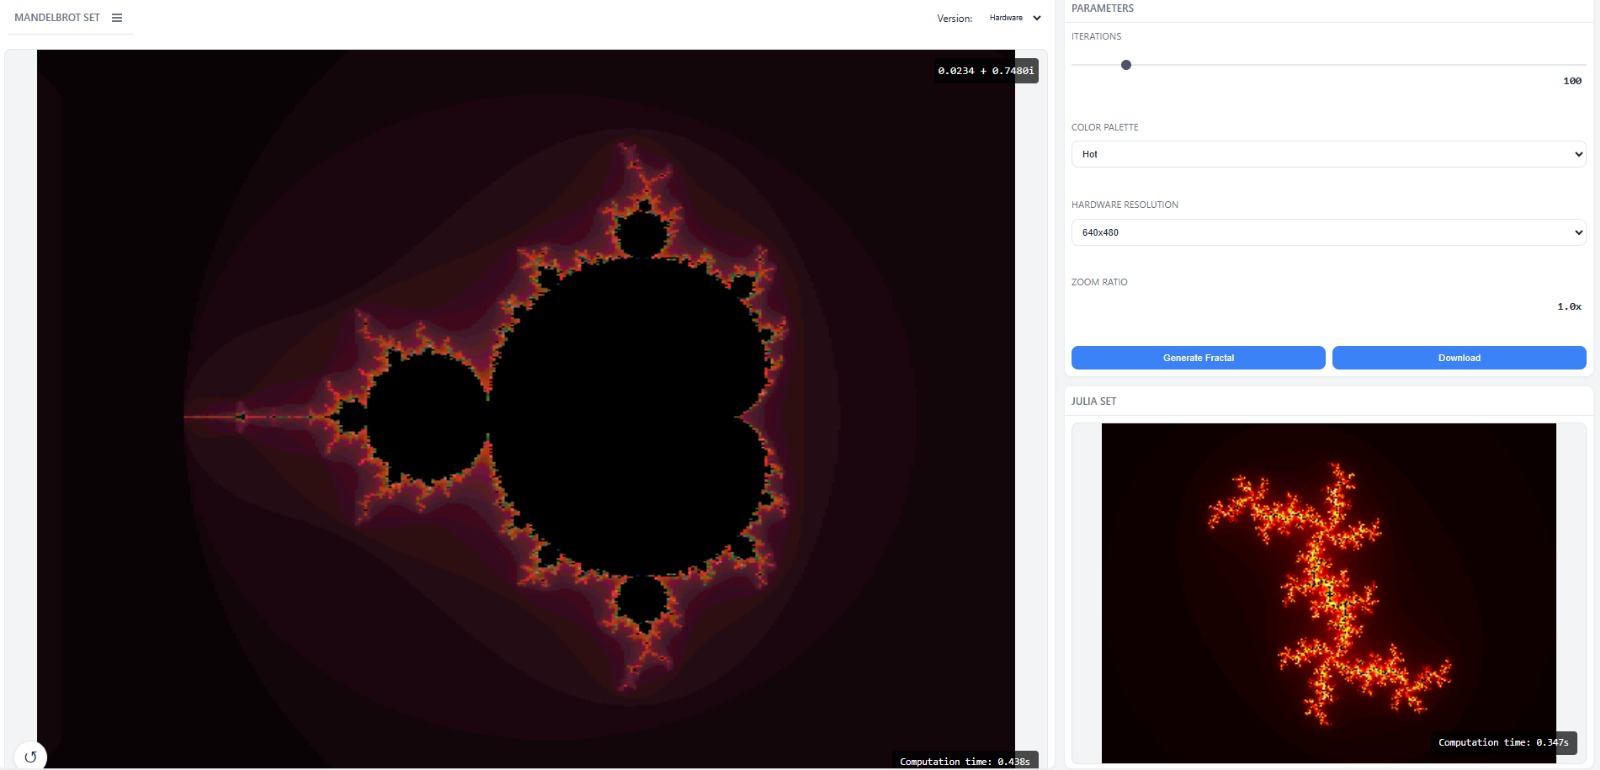 MANDELBROT SET
Version: Hardware
0.0234 + 0.7480i
Computation time: 0.438s
PARAMETERS
ITERATIONS
100
COLOR PALETTE
Hot
HARDWARE RESOLUTION
640x480
ZOOM RATIO
1.0x
Generate Fractal Download
JULIA SET
Computation time: 0.347s